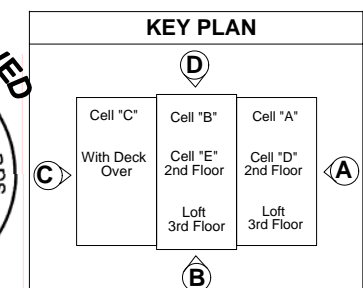 KEY PLAN
D
Cell "C"
With Deck
Over
Cell "B"
Cell "E"
2nd Floor
Loft
3rd Floor
Cell "A"
Cell "D"
2nd Floor
Loft
3rd Floor
C
A
B